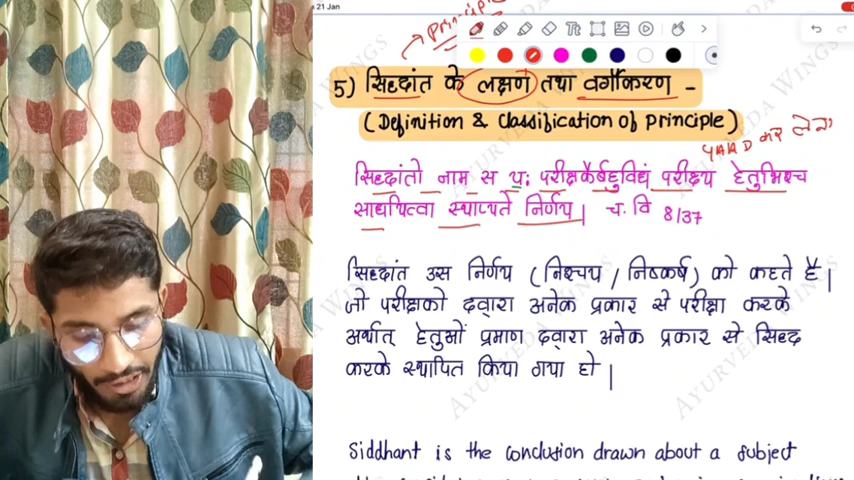 21 Jan
Principle
5) सिद्धांत के लक्षण तथा वर्गीकरण -
(Definition & Classification of Principle)
YAAD कर लेना
सिद्धांतो नाम स यः परीक्षकैर्बहुविधं परीक्ष्य हेतुभिश्च
साधयित्वा स्थाप्यते निर्णयः| च. वि 8/37
सिद्धांत उस निर्णय (निश्चय / निष्कर्ष) को कहते है|
जो परीक्षको द्वारा अनेक प्रकार से परीक्षा करके
अर्थात् हेतुओं प्रमाण द्वारा अनेक प्रकार से सिद्ध
करके स्थापित किया गया हो|
Siddhant is the conclusion drawn about a subject
AYURVEDA WINGS